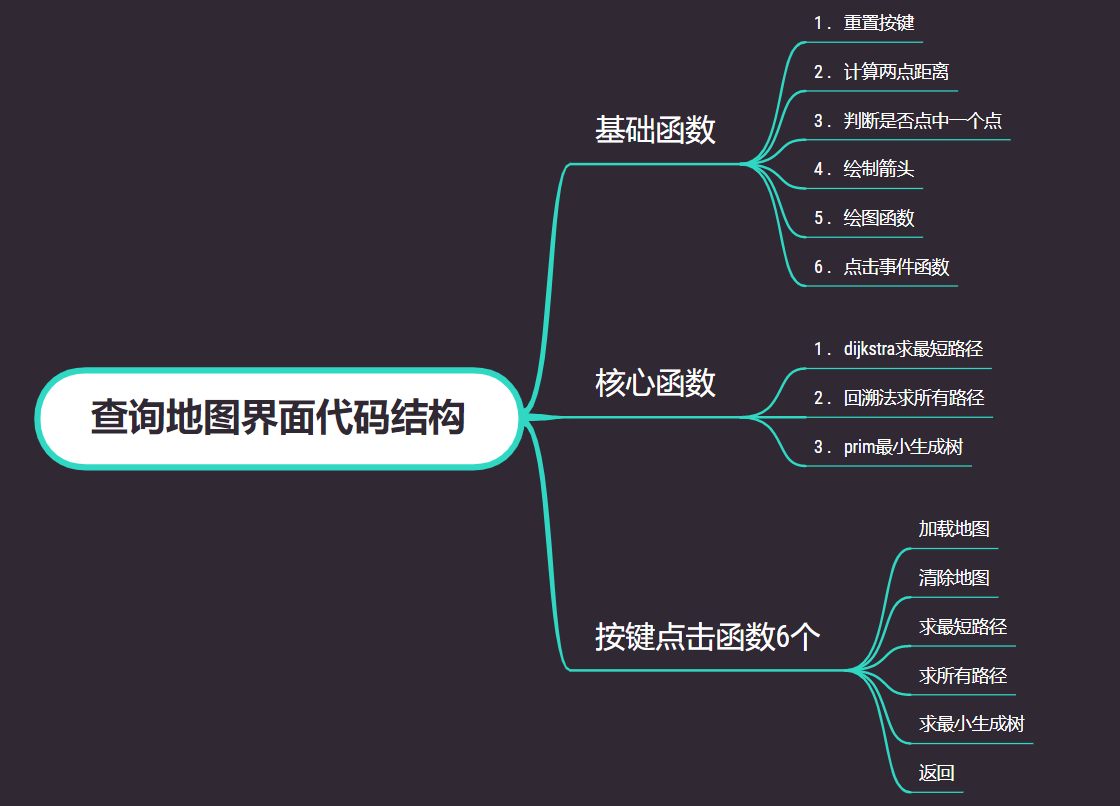 查询地图界面代码结构
基础函数
1. 重置按键
2. 计算两点距离
3. 判断是否点中一个点
4. 绘制箭头
5. 绘图函数
6. 点击事件函数
核心函数
1. dijkstra求最短路径
2. 回溯法求所有路径
3. prim最小生成树
按键点击函数6个
加载地图
清除地图
求最短路径
求所有路径
求最小生成树
返回